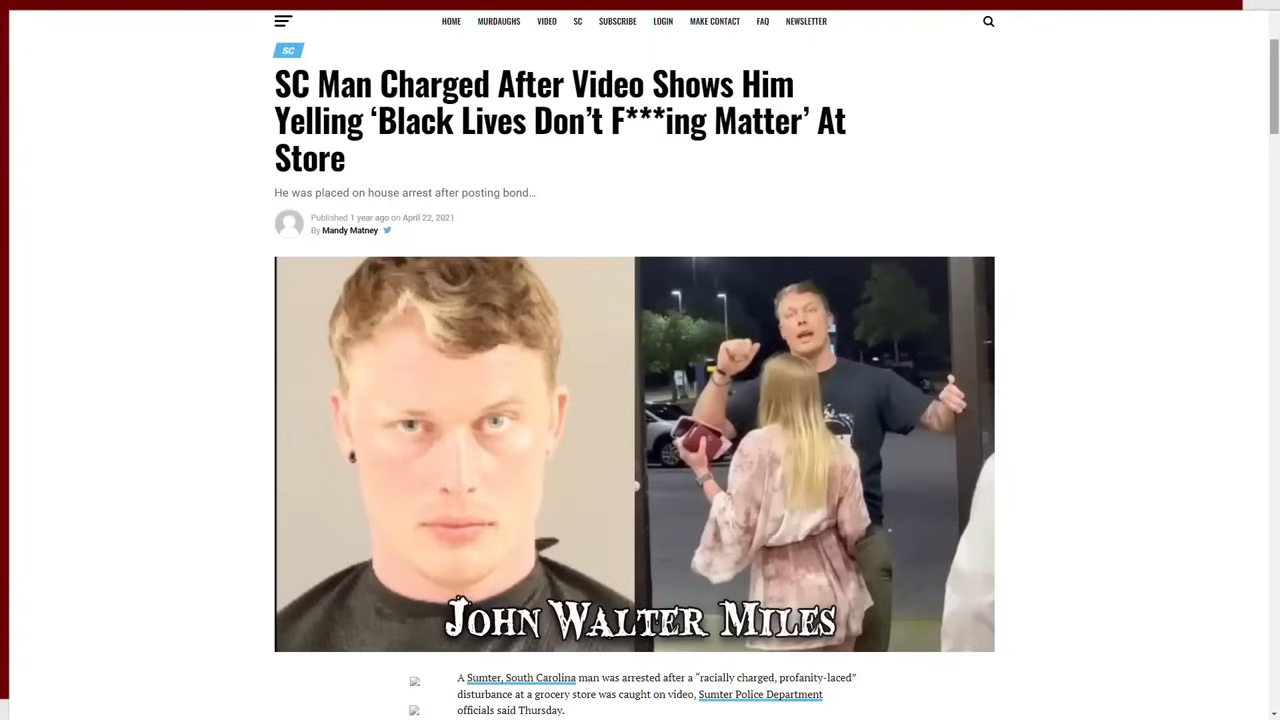 HOME MURDAUGHS VIDEO SC SUBSCRIBE LOGIN MAKE CONTACT FAQ NEWSLETTER
SC
SC Man Charged After Video Shows Him
Yelling ‘Black Lives Don’t F***ing Matter’ At
Store
He was placed on house arrest after posting bond…
Published 1 year ago on April 22, 2021
By Mandy Matney
JOHN WALTER MILES
A Sumter, South Carolina man was arrested after a “racially charged, profanity-laced”
disturbance at a grocery store was caught on video, Sumter Police Department
officials said Thursday.